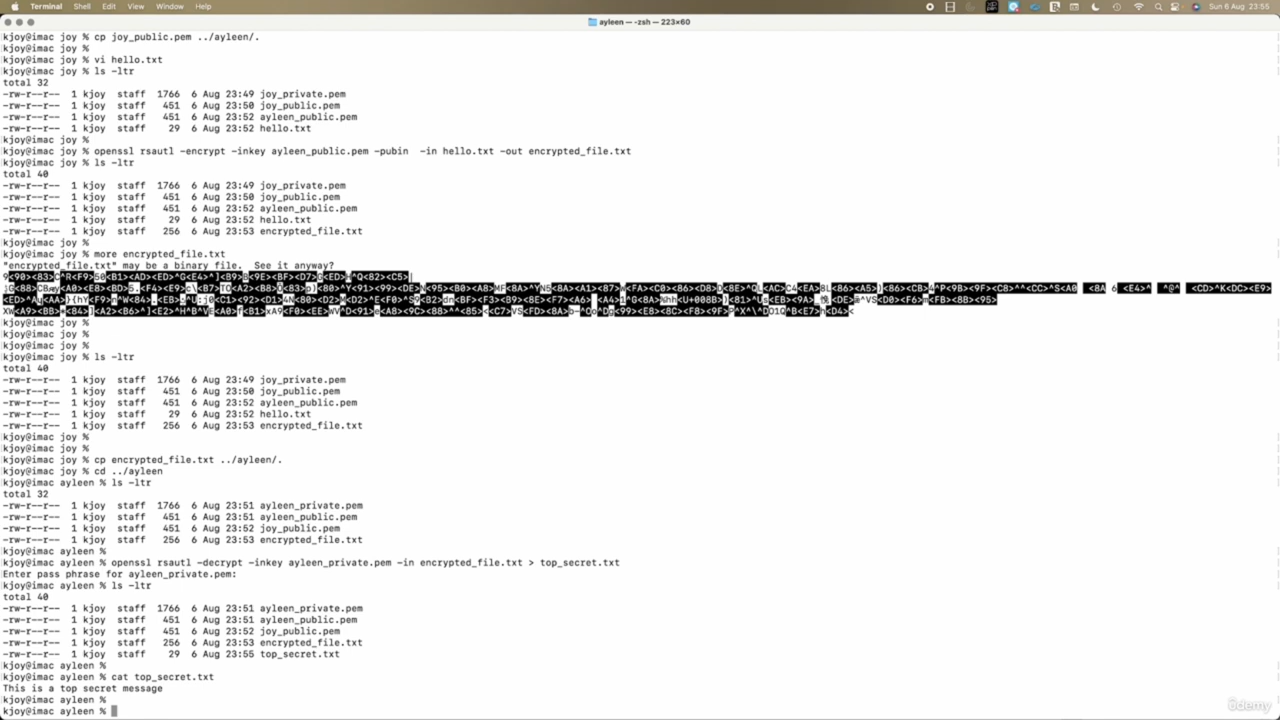 Terminal Shell Edit View Window Help
Sun 6 Aug 23:55
ayleen — -zsh — 223×60
kjoy@imac joy % cp joy_public.pem ../ayleen/.
kjoy@imac joy %
kjoy@imac joy % vi hello.txt
kjoy@imac joy % ls -ltr
total 32
-rw-r--r-- 1 kjoy staff 1766 6 Aug 23:49 joy_private.pem
-rw-r--r-- 1 kjoy staff 451 6 Aug 23:50 joy_public.pem
-rw-r--r-- 1 kjoy staff 451 6 Aug 23:52 ayleen_public.pem
-rw-r--r-- 1 kjoy staff 29 6 Aug 23:52 hello.txt
kjoy@imac joy %
kjoy@imac joy % openssl rsautl -encrypt -inkey ayleen_public.pem -pubin -in hello.txt -out encrypted_file.txt
kjoy@imac joy % ls -ltr
total 40
-rw-r--r-- 1 kjoy staff 1766 6 Aug 23:49 joy_private.pem
-rw-r--r-- 1 kjoy staff 451 6 Aug 23:50 joy_public.pem
-rw-r--r-- 1 kjoy staff 451 6 Aug 23:52 ayleen_public.pem
-rw-r--r-- 1 kjoy staff 29 6 Aug 23:52 hello.txt
-rw-r--r-- 1 kjoy staff 256 6 Aug 23:53 encrypted_file.txt
kjoy@imac joy %
kjoy@imac joy % more encrypted_file.txt
"encrypted_file.txt" may be a binary file. See it anyway?
kjoy@imac joy %
kjoy@imac joy %
kjoy@imac joy %
kjoy@imac joy % ls -ltr
total 40
-rw-r--r-- 1 kjoy staff 1766 6 Aug 23:49 joy_private.pem
-rw-r--r-- 1 kjoy staff 451 6 Aug 23:50 joy_public.pem
-rw-r--r-- 1 kjoy staff 451 6 Aug 23:52 ayleen_public.pem
-rw-r--r-- 1 kjoy staff 29 6 Aug 23:52 hello.txt
-rw-r--r-- 1 kjoy staff 256 6 Aug 23:53 encrypted_file.txt
kjoy@imac joy %
kjoy@imac joy %
kjoy@imac joy % cp encrypted_file.txt ../ayleen/.
kjoy@imac joy % cd ../ayleen
kjoy@imac ayleen % ls -ltr
total 32
-rw-r--r-- 1 kjoy staff 1766 6 Aug 23:51 ayleen_private.pem
-rw-r--r-- 1 kjoy staff 451 6 Aug 23:51 ayleen_public.pem
-rw-r--r-- 1 kjoy staff 451 6 Aug 23:52 joy_public.pem
-rw-r--r-- 1 kjoy staff 256 6 Aug 23:53 encrypted_file.txt
kjoy@imac ayleen %
kjoy@imac ayleen % openssl rsautl -decrypt -inkey ayleen_private.pem -in encrypted_file.txt > top_secret.txt
Enter pass phrase for ayleen_private.pem:
kjoy@imac ayleen % ls -ltr
total 40
-rw-r--r-- 1 kjoy staff 1766 6 Aug 23:51 ayleen_private.pem
-rw-r--r-- 1 kjoy staff 451 6 Aug 23:51 ayleen_public.pem
-rw-r--r-- 1 kjoy staff 451 6 Aug 23:52 joy_public.pem
-rw-r--r-- 1 kjoy staff 256 6 Aug 23:53 encrypted_file.txt
-rw-r--r-- 1 kjoy staff 29 6 Aug 23:55 top_secret.txt
kjoy@imac ayleen %
kjoy@imac ayleen % cat top_secret.txt
This is a top secret message
kjoy@imac ayleen %
kjoy@imac ayleen %
ûdemy